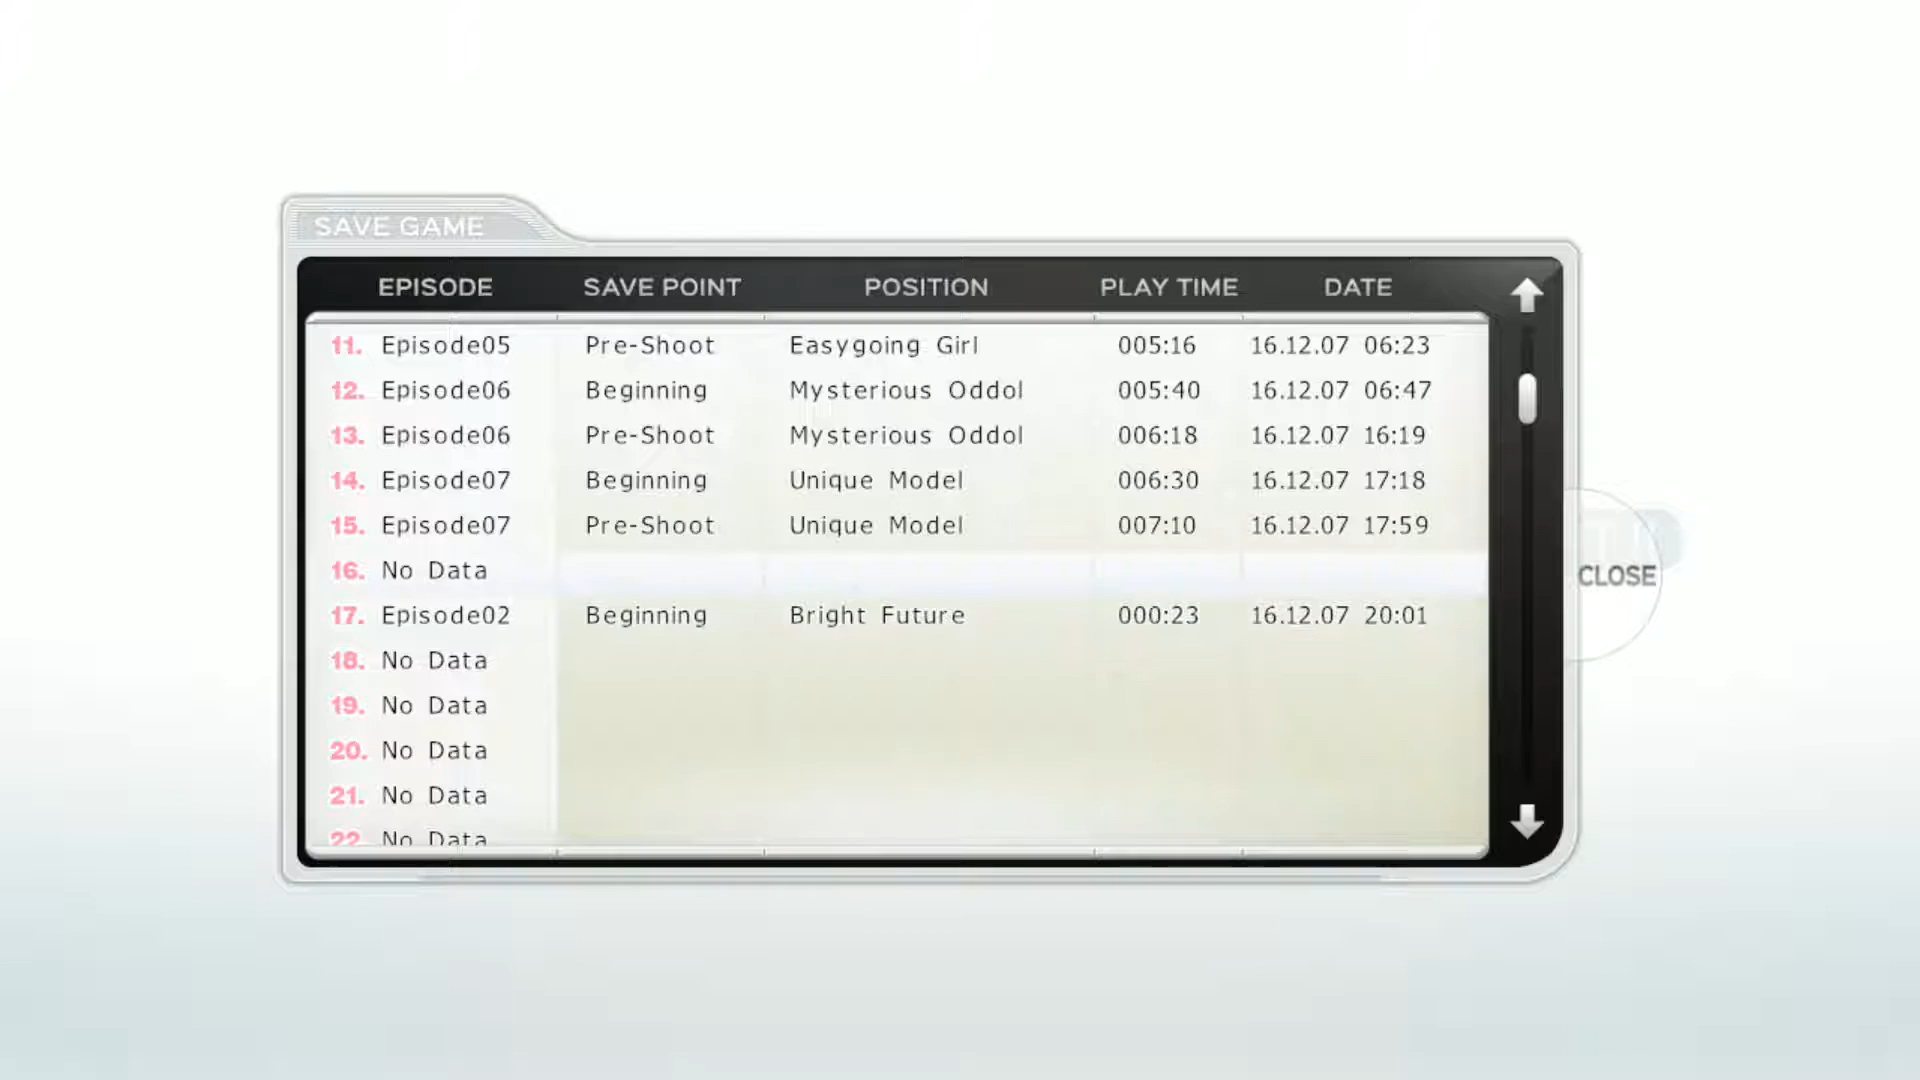 SAVE GAME
EPISODE SAVE POINT POSITION PLAY TIME DATE
11. Episode05 Pre-Shoot Easygoing Girl 005:16 16.12.07 06:23
12. Episode06 Beginning Mysterious Oddol 005:40 16.12.07 06:47
13. Episode06 Pre-Shoot Mysterious Oddol 006:18 16.12.07 16:19
14. Episode07 Beginning Unique Model 006:30 16.12.07 17:18
15. Episode07 Pre-Shoot Unique Model 007:10 16.12.07 17:59
16. No Data
CLOSE
17. Episode02 Beginning Bright Future 000:23 16.12.07 20:01
18. No Data
19. No Data
20. No Data
21. No Data
22. No Data